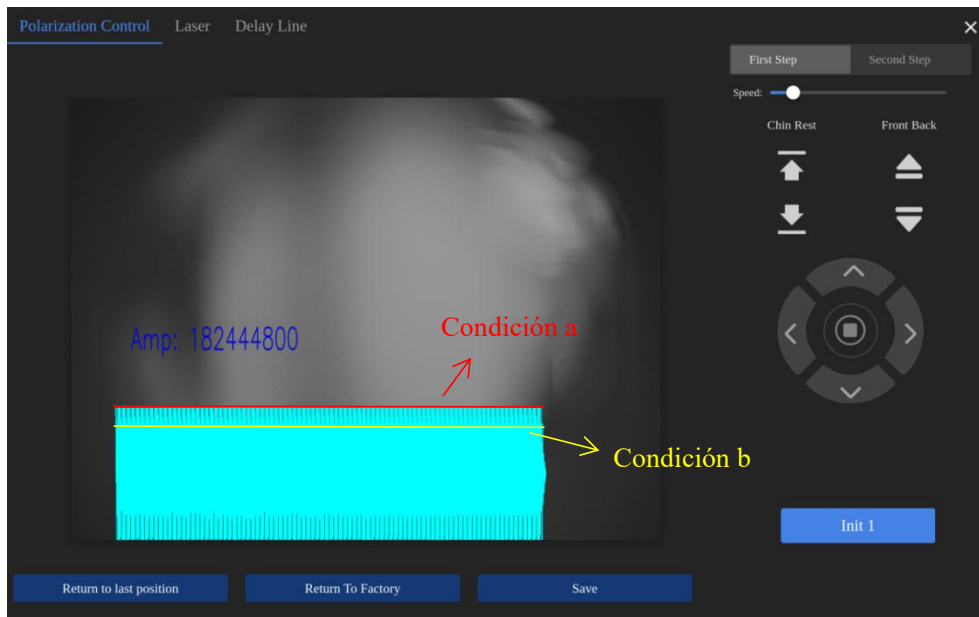 Polarization Control Laser Delay Line
First Step Second Step
Speed:
Chin Rest Front Back
Amp: 182444800
Condición a
Condición b
Init 1
Return to last position Return To Factory Save